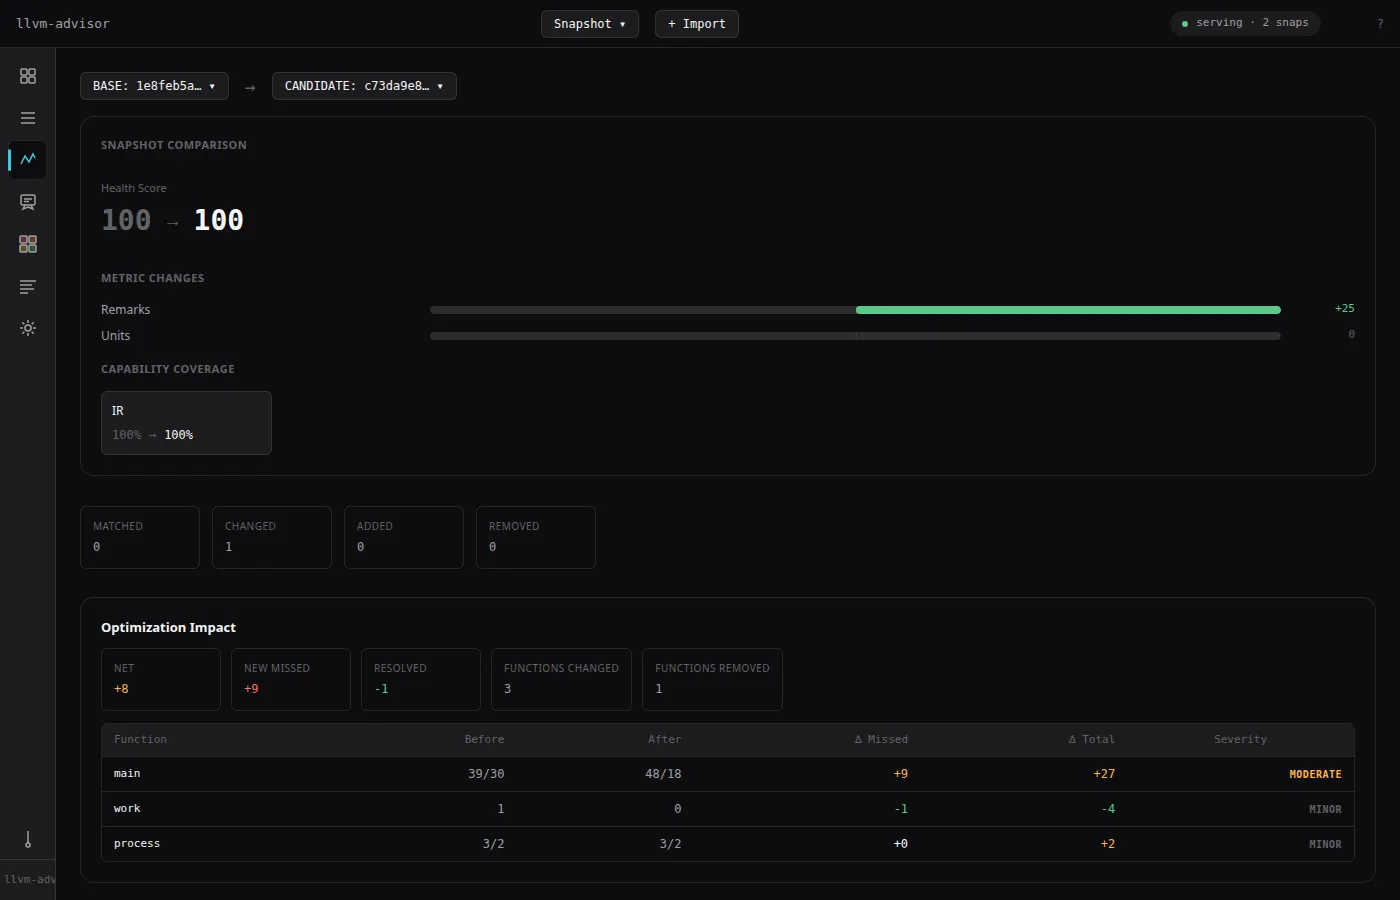 llvm-advisor
Snapshot ▾
+ Import
serving · 2 snaps
?
BASE: 1e8feb5a… ▾
→
CANDIDATE: c73da9e8… ▾
SNAPSHOT COMPARISON
Health Score
100 → 100
METRIC CHANGES
Remarks +25
Units 0
CAPABILITY COVERAGE
IR
100% → 100%
MATCHED CHANGED ADDED REMOVED
0 1 0 0
Optimization Impact
NET NEW MISSED RESOLVED FUNCTIONS CHANGED FUNCTIONS REMOVED
+8 +9 -1 3 1
Function Before After Δ Missed Δ Total Severity
main 39/30 48/18 +9 +27 MODERATE
work 1 0 -1 -4 MINOR
process 3/2 3/2 +0 +2 MINOR
llvm-adv